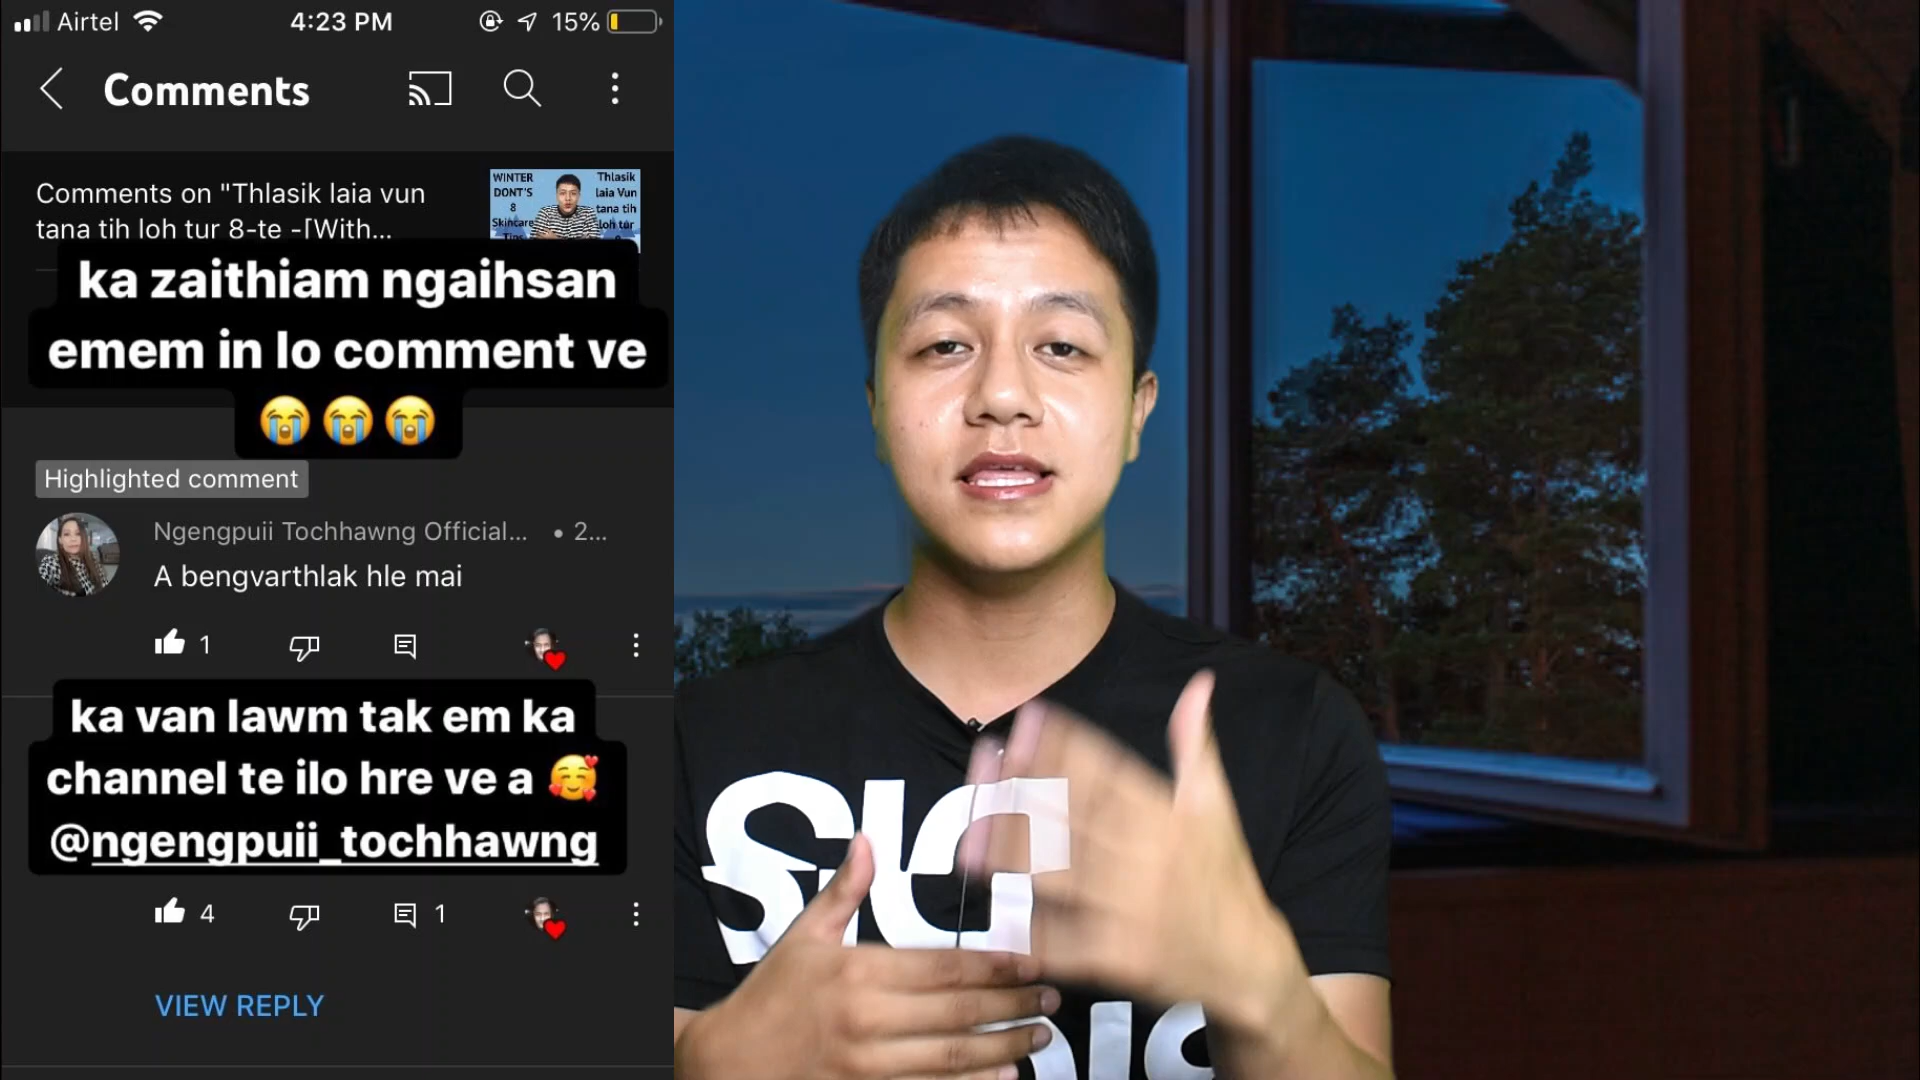 Airtel
4:23 PM
15%
Comments
Comments on "Thlasik laia vun
tana tih loh tur 8-te -[With...
WINTER
DONT'S
8
Skincare
Tips
Thlasik
laia Vun
tana tih
loh tur
ka zaithiam ngaihsan
emem in lo comment ve
😭😭😭
Highlighted comment
Ngengpuii Tochhawng Official... • 2...
A bengvarthlak hle mai
1
ka van lawm tak em ka
channel te ilo hre ve a 🥰
@ngengpuii_tochhawng
4
1
VIEW REPLY